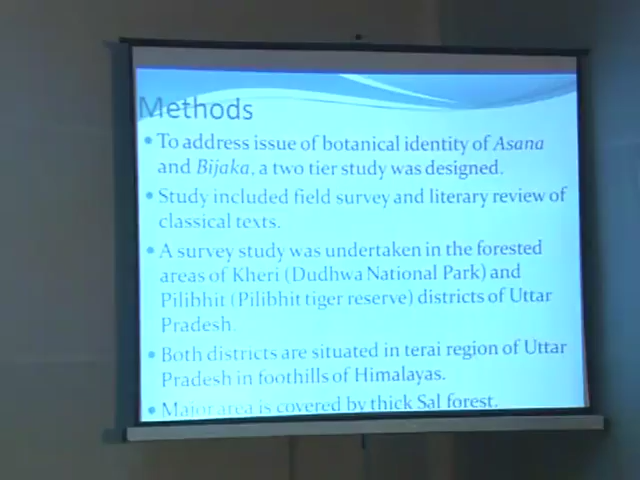 Methods
• To address issue of botanical identity of Asana
and Bijaka, a two tier study was designed.
• Study included field survey and literary review of
classical texts.
• A survey study was undertaken in the forested
areas of Kheri (Dudhwa National Park) and
Pilibhit (Pilibhit tiger reserve) districts of Uttar
Pradesh.
• Both districts are situated in terai region of Uttar
Pradesh in foothills of Himalayas.
• Major area is covered by thick Sal forest.